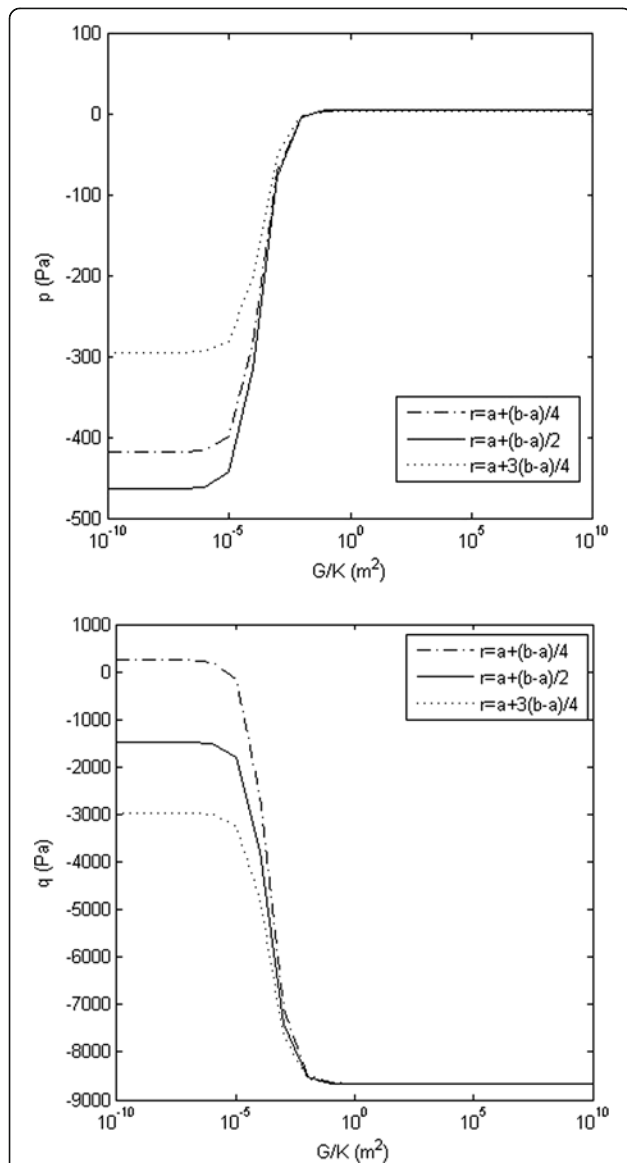 100
0
-100
-200
-300
-400
-500
p (Pa)
r=a+(b-a)/4
r=a+(b-a)/2
r=a+3(b-a)/4
10^-10
10^-5
10^0
10^5
10^10
G/K (m^2)
1000
0
-1000
-2000
-3000
-4000
-5000
-6000
-7000
-8000
-9000
q (Pa)
r=a+(b-a)/4
r=a+(b-a)/2
r=a+3(b-a)/4
10^-10
10^-5
10^0
10^5
10^10
G/K (m^2)